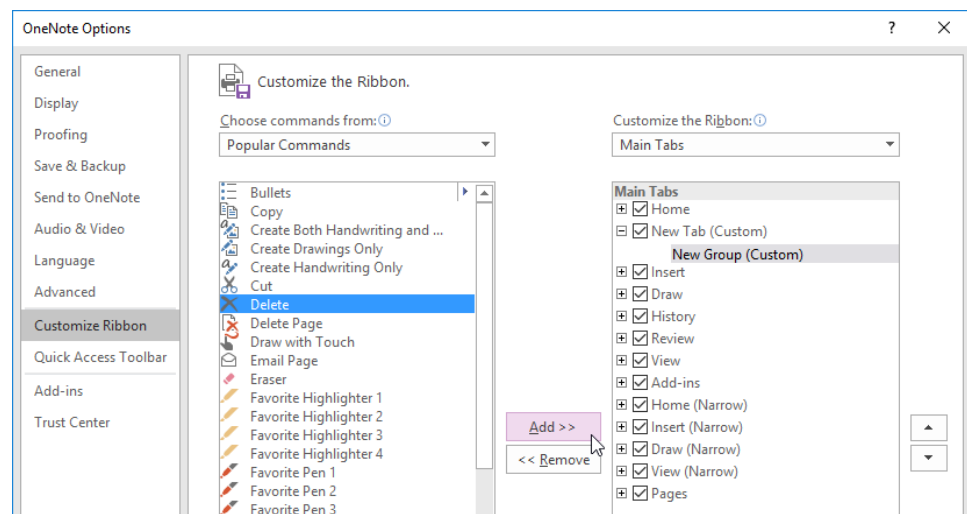 OneNote Options
General
Display
Proofing
Save & Backup
Send to OneNote
Audio & Video
Language
Advanced
Customize Ribbon
Quick Access Toolbar
Add-ins
Trust Center
Customize the Ribbon.
Choose commands from:
Popular Commands
Bullets
Copy
Create Both Handwriting and ...
Create Drawings Only
Create Handwriting Only
Cut
Delete
Delete Page
Draw with Touch
Email Page
Eraser
Favorite Highlighter 1
Favorite Highlighter 2
Favorite Highlighter 3
Favorite Highlighter 4
Favorite Pen 1
Favorite Pen 2
Favorite Pen 3
Add >>
<< Remove
Customize the Ribbon:
Main Tabs
Main Tabs
Home
New Tab (Custom)
New Group (Custom)
Insert
Draw
History
Review
View
Add-ins
Home (Narrow)
Insert (Narrow)
Draw (Narrow)
View (Narrow)
Pages